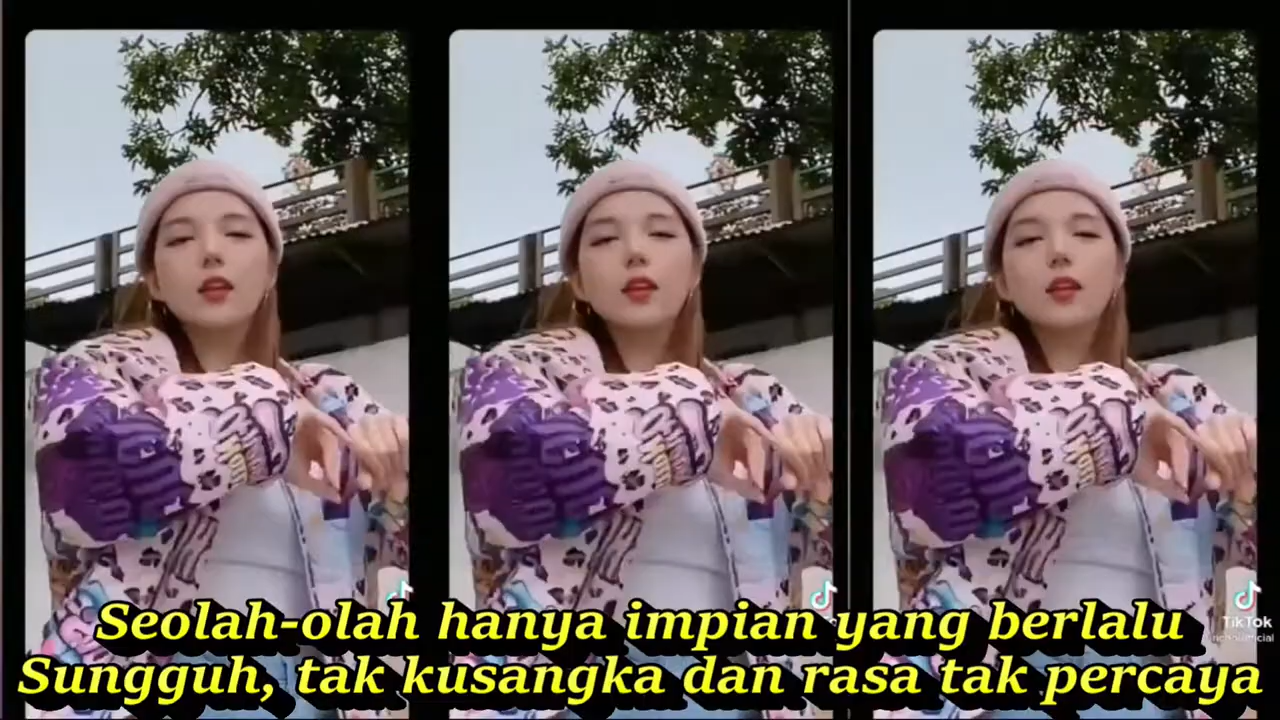 Seolah-olah hanya impian yang berlalu
Sungguh, tak kusangka dan rasa tak percaya
TikTok